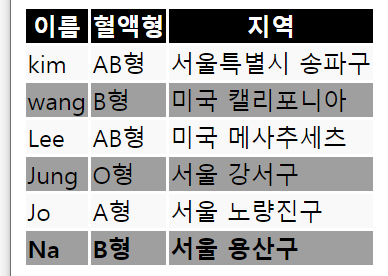 이름 혈액형 지역
kim AB형 서울특별시 송파구
wang B형 미국 캘리포니아
Lee AB형 미국 메사추세츠
Jung O형 서울 강서구
Jo A형 서울 노량진구
Na B형 서울 용산구